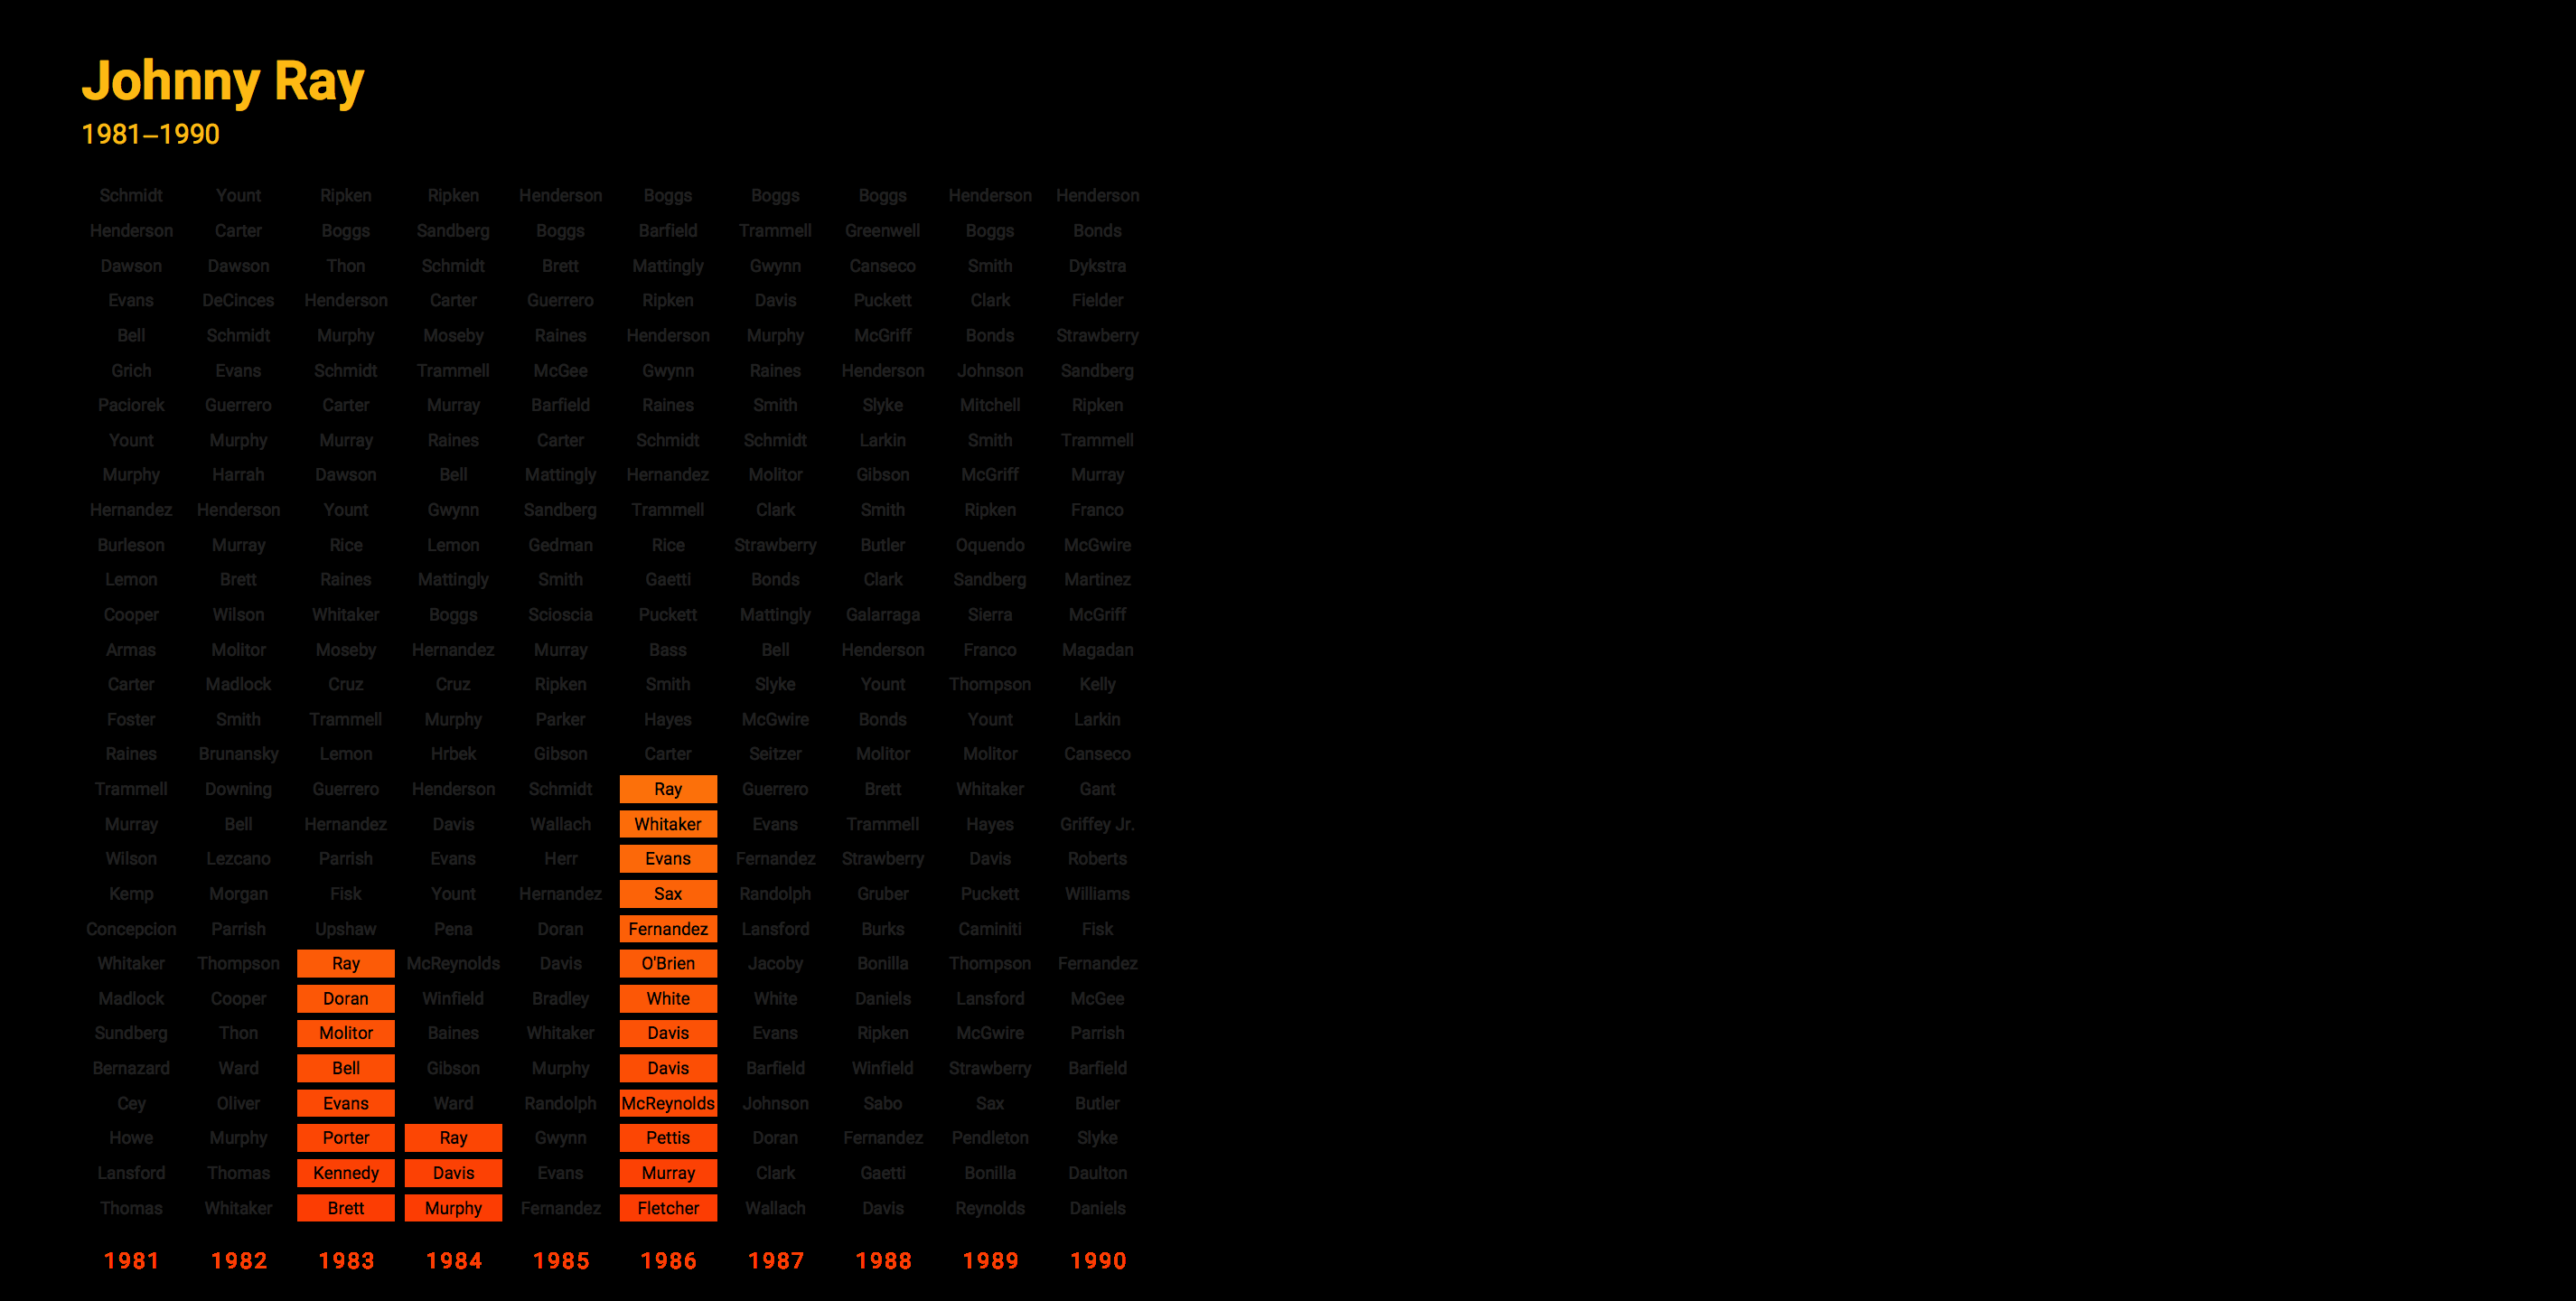 Johnny Ray
1981–1990
Schmidt Yount Ripken Ripken Henderson Boggs Boggs Boggs Henderson Henderson
Henderson Carter Boggs Sandberg Boggs Barfield Trammell Greenwell Boggs Bonds
Dawson Dawson Thon Schmidt Brett Mattingly Gwynn Canseco Smith Dykstra
Evans DeCinces Henderson Carter Guerrero Ripken Davis Puckett Clark Fielder
Bell Schmidt Murphy Moseby Raines Henderson Murphy McGriff Bonds Strawberry
Grich Evans Schmidt Trammell McGee Gwynn Raines Henderson Johnson Sandberg
Paciorek Guerrero Carter Murray Barfield Raines Smith Slyke Mitchell Ripken
Yount Murphy Murray Raines Carter Schmidt Schmidt Larkin Smith Trammell
Murphy Harrah Dawson Bell Mattingly Hernandez Molitor Gibson McGriff Murray
Hernandez Henderson Yount Gwynn Sandberg Trammell Clark Smith Ripken Franco
Burleson Murray Rice Lemon Gedman Rice Strawberry Butler Oquendo McGwire
Lemon Brett Raines Mattingly Smith Gaetti Bonds Clark Sandberg Martinez
Cooper Wilson Whitaker Boggs Scioscia Puckett Mattingly Galarraga Sierra McGriff
Armas Molitor Moseby Hernandez Murray Bass Bell Henderson Franco Magadan
Carter Madlock Cruz Cruz Ripken Smith Slyke Yount Thompson Kelly
Foster Smith Trammell Murphy Parker Hayes McGwire Bonds Yount Larkin
Raines Brunansky Lemon Hrbek Gibson Carter Seitzer Molitor Molitor Canseco
Trammell Downing Guerrero Henderson Schmidt Ray Guerrero Brett Whitaker Gant
Murray Bell Hernandez Davis Wallach Whitaker Evans Trammell Hayes Griffey Jr.
Wilson Lezcano Parrish Evans Herr Evans Fernandez Strawberry Davis Roberts
Kemp Morgan Fisk Yount Hernandez Sax Randolph Gruber Puckett Williams
Concepcion Parrish Upshaw Pena Doran Fernandez Lansford Burks Caminiti Fisk
Whitaker Thompson Ray McReynolds Davis O'Brien Jacoby Bonilla Thompson Fernandez
Madlock Cooper Doran Winfield Bradley White White Daniels Lansford McGee
Sundberg Thon Molitor Baines Whitaker Davis Evans Ripken McGwire Parrish
Bernazard Ward Bell Gibson Murphy Davis Barfield Winfield Strawberry Barfield
Cey Oliver Evans Ward Randolph McReynolds Johnson Sabo Sax Butler
Howe Murphy Porter Ray Gwynn Pettis Doran Fernandez Pendleton Slyke
Lansford Thomas Kennedy Davis Evans Murray Clark Gaetti Bonilla Daulton
Thomas Whitaker Brett Murphy Fernandez Fletcher Wallach Davis Reynolds Daniels
1981 1982 1983 1984 1985 1986 1987 1988 1989 1990